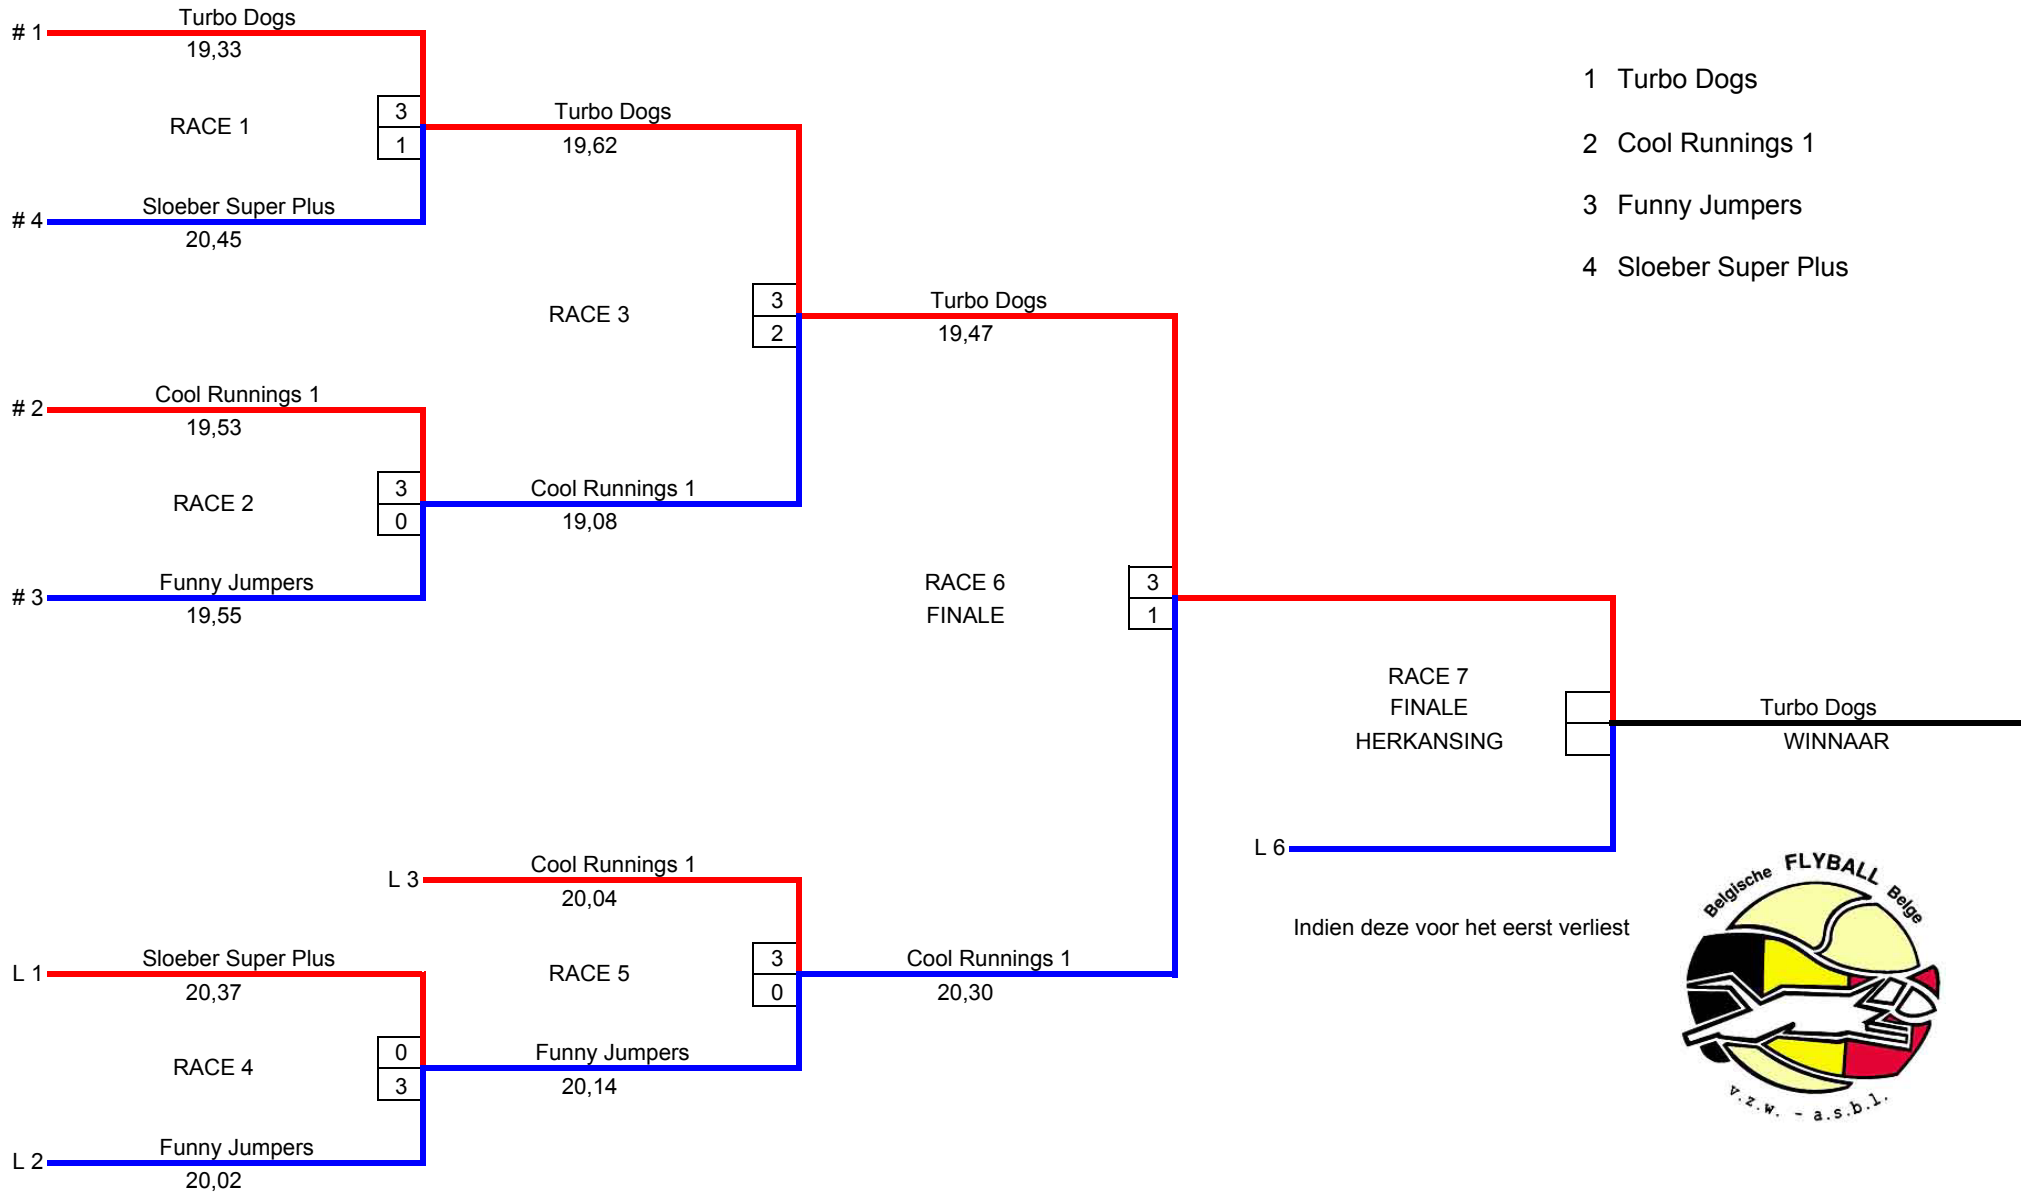 # 1 Turbo Dogs
19,33
RACE 1
3
1
# 4 Sloeber Super Plus
20,45
Turbo Dogs
19,62
RACE 3
3
2
# 2 Cool Runnings 1
19,53
RACE 2
3
0
# 3 Funny Jumpers
19,55
Cool Runnings 1
19,08
Turbo Dogs
19,47
RACE 6
FINALE
3
1
RACE 7
FINALE
HERKANSING
Turbo Dogs
WINNAAR
L 6
Indien deze voor het eerst verliest
L 3 Cool Runnings 1
20,04
RACE 5
3
0
Cool Runnings 1
20,30
L 1 Sloeber Super Plus
20,37
RACE 4
0
3
Funny Jumpers
20,14
L 2 Funny Jumpers
20,02
1 Turbo Dogs
2 Cool Runnings 1
3 Funny Jumpers
4 Sloeber Super Plus
Belgische FLYBALL Belge
v.z.w. - a.s.b.l.